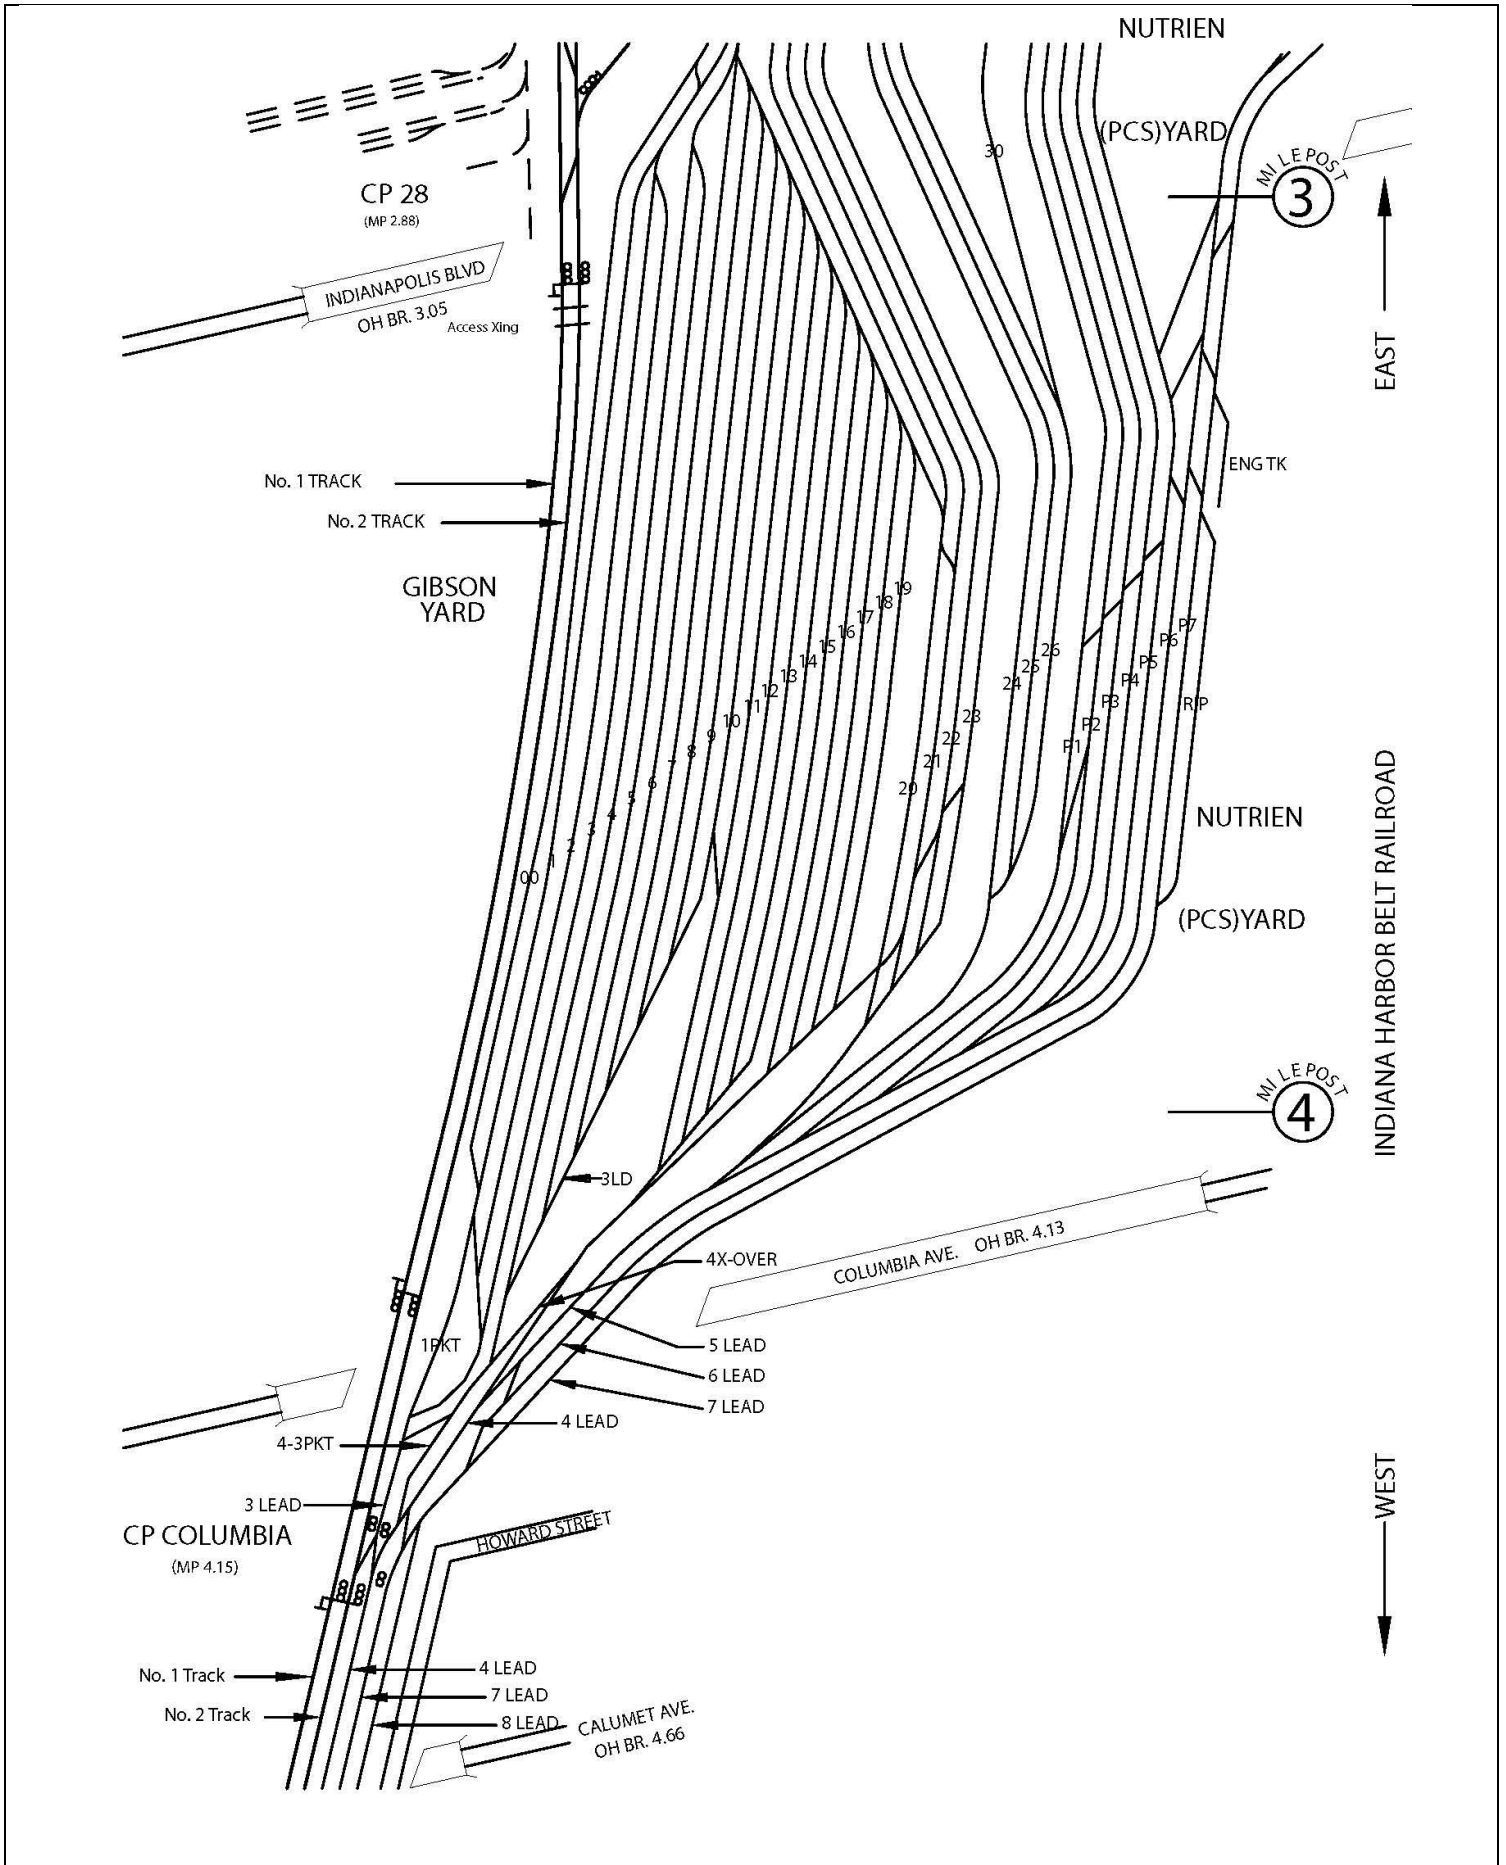 NUTRIEN
(PCS)YARD
30
MILEPOST
3
CP 28
(MP 2.88)
INDIANAPOLIS BLVD
OH BR. 3.05
Access Xing
EAST
ENG TK
No. 1 TRACK
No. 2 TRACK
GIBSON
YARD
00
1
2
3
4
5
6
7
8
9
10
11
12
13
14
15
16
17
18
19
20
21
22
23
24
25
26
P1
P2
P3
P4
P5
P6
P7
RIP
NUTRIEN
(PCS)YARD
INDIANA HARBOR BELT RAILROAD
MILEPOST
4
3LD
COLUMBIA AVE. OH BR. 4.13
4X-OVER
1PKT
5 LEAD
6 LEAD
7 LEAD
4 LEAD
4-3PKT
3 LEAD
WEST
CP COLUMBIA
(MP 4.15)
HOWARD STREET
No. 1 Track
No. 2 Track
4 LEAD
7 LEAD
8 LEAD
CALUMET AVE.
OH BR. 4.66